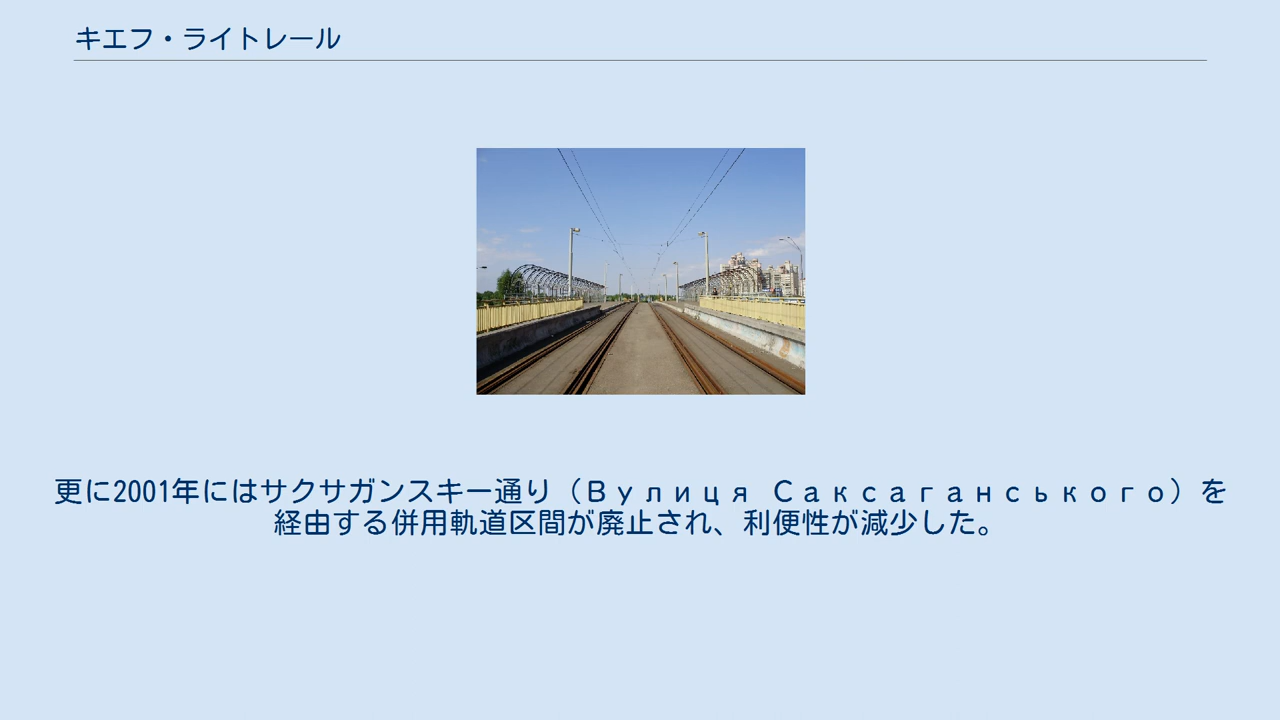 キエフ・ライトレール
更に2001年にはサクサガンスキー通り（Вулиця Саксаганського）を
経由する併用軌道区間が廃止され、利便性が減少した。